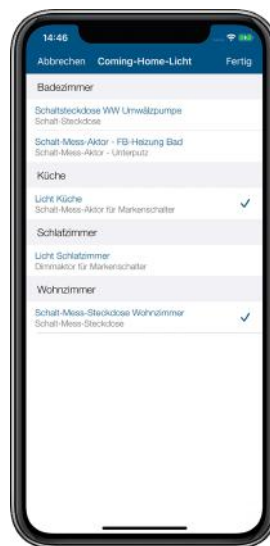 14:46
Abbrechen Coming-Home-Licht Fertig
Badezimmer
Schaltsteckdose WW Umwälzpumpe
Schalt-Steckdose
Schalt-Mess-Aktor - FB-Heizung Bad
Schalt-Mess-Aktor - Unterputz
Küche
Licht Küche
Schalt-Mess-Aktor für Markenschalter
Schlafzimmer
Licht Schlafzimmer
Dimmaktor für Markenschalter
Wohnzimmer
Schalt-Mess-Steckdose Wohnzimmer
Schalt-Mess-Steckdose